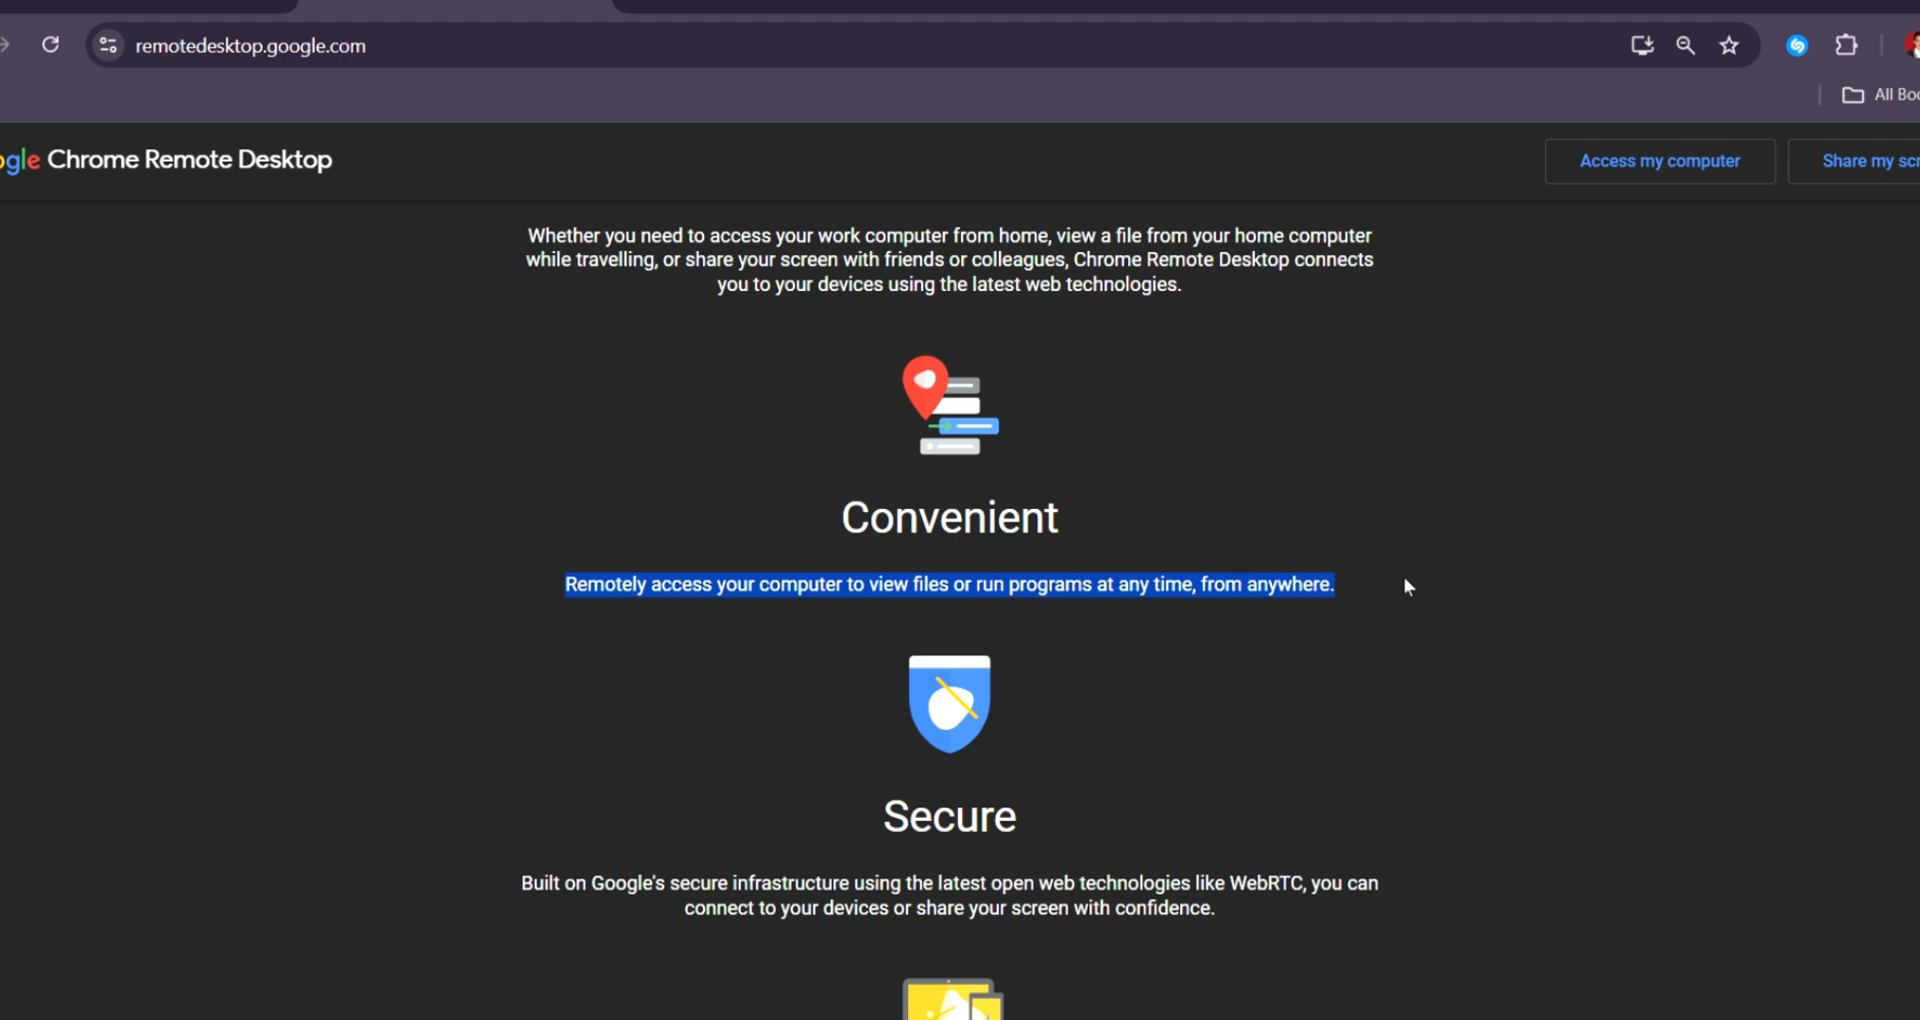 remotedesktop.google.com
All
Chrome Remote Desktop
Access my computer
Share my
Whether you need to access your work computer from home, view a file from your home computer
while travelling, or share your screen with friends or colleagues, Chrome Remote Desktop connects
you to your devices using the latest web technologies.
Convenient
Remotely access your computer to view files or run programs at any time, from anywhere.
Secure
Built on Google's secure infrastructure using the latest open web technologies like WebRTC, you can
connect to your devices or share your screen with confidence.